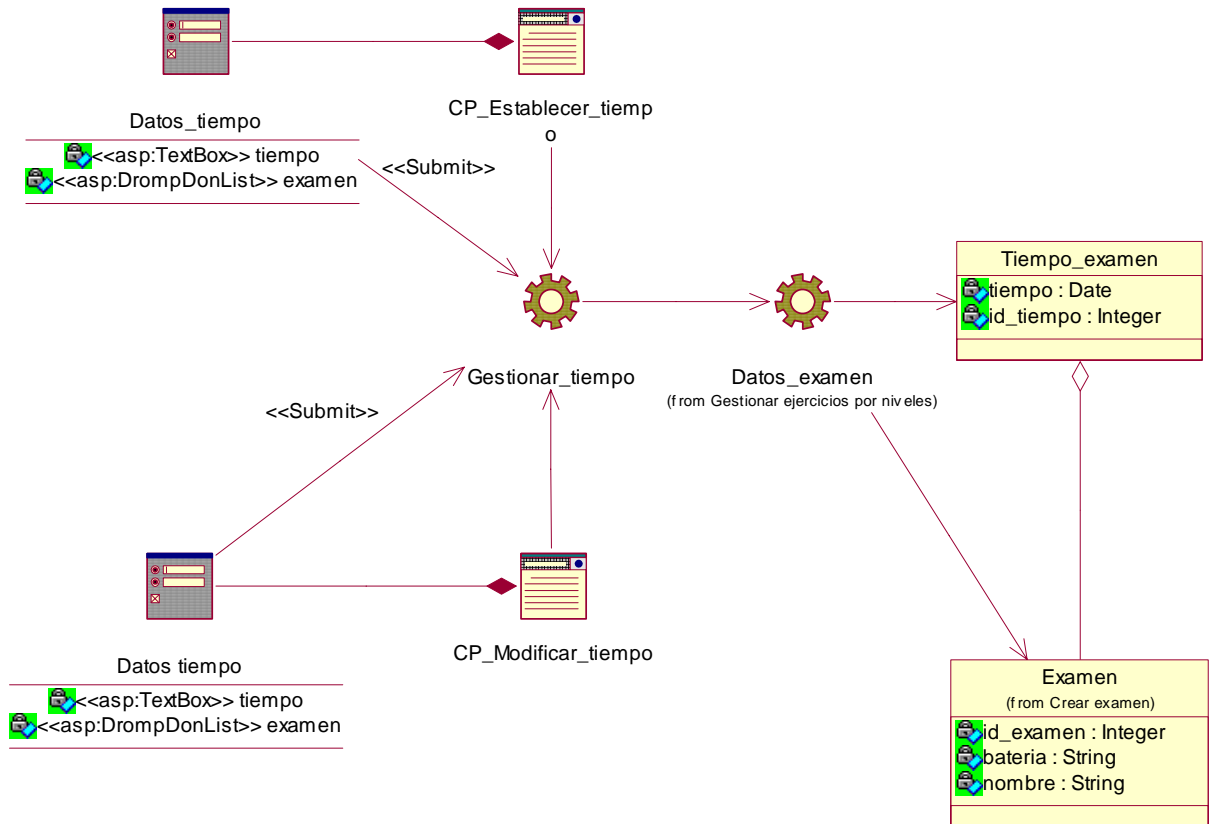 CP_Establecer_tiemp
o
Datos_tiempo
<<asp:TextBox>> tiempo
<<asp:DrompDonList>> examen
<<Submit>>
Tiempo_examen
tiempo : Date
id_tiempo : Integer
Gestionar_tiempo
Datos_examen
(from Gestionar ejercicios por niveles)
<<Submit>>
CP_Modificar_tiempo
Datos tiempo
<<asp:TextBox>> tiempo
<<asp:DrompDonList>> examen
Examen
(from Crear examen)
id_examen : Integer
bateria : String
nombre : String